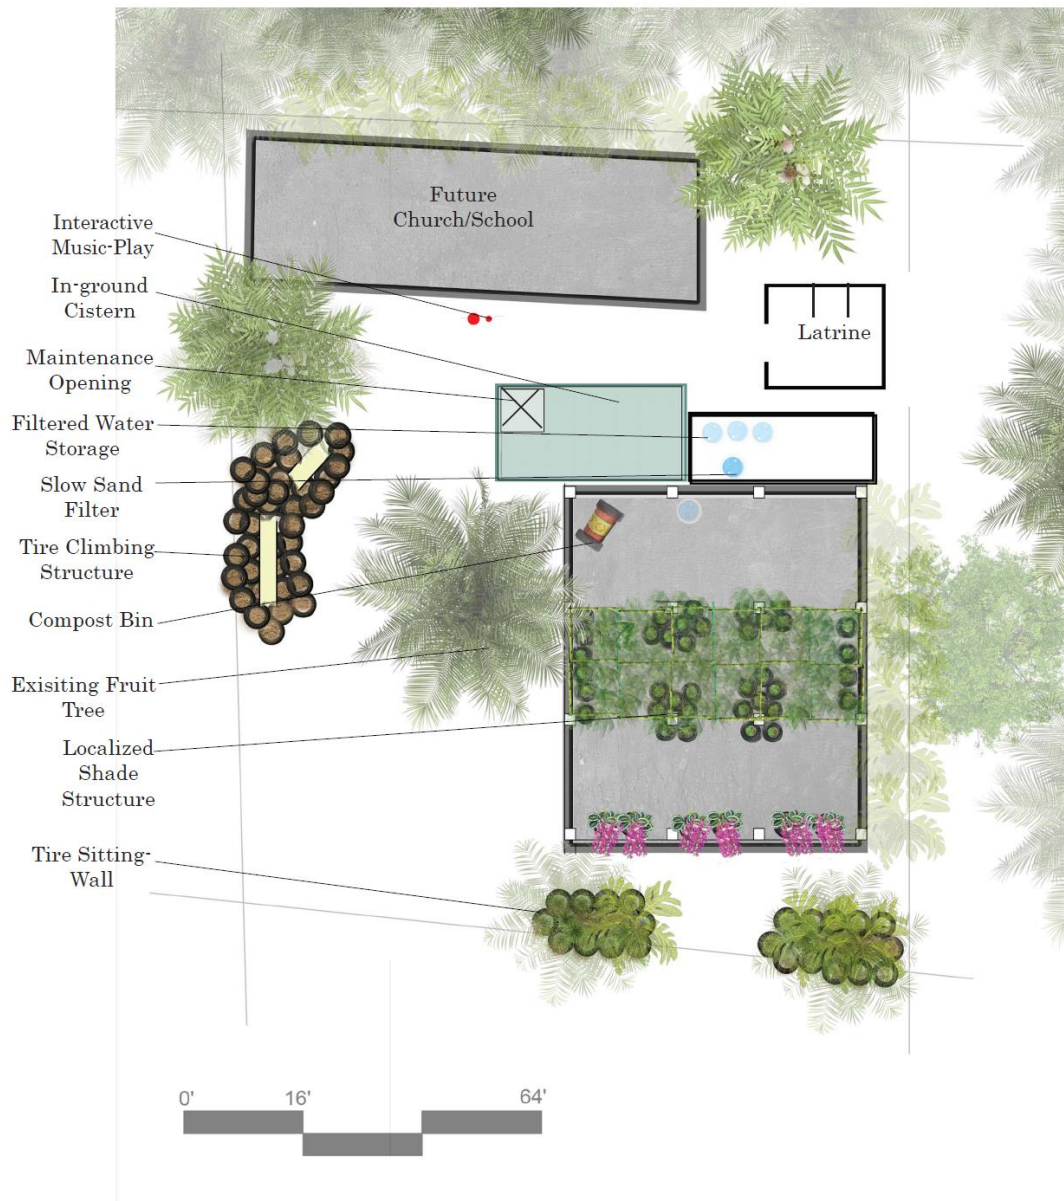 Future
Church/School
Interactive
Music-Play
In-ground
Cistern
Latrine
Maintenance
Opening
Filtered Water
Storage
Slow Sand
Filter
Tire Climbing
Structure
Compost Bin
Exisiting Fruit
Tree
Localized
Shade
Structure
Tire Sitting-
Wall
0' 16' 64'